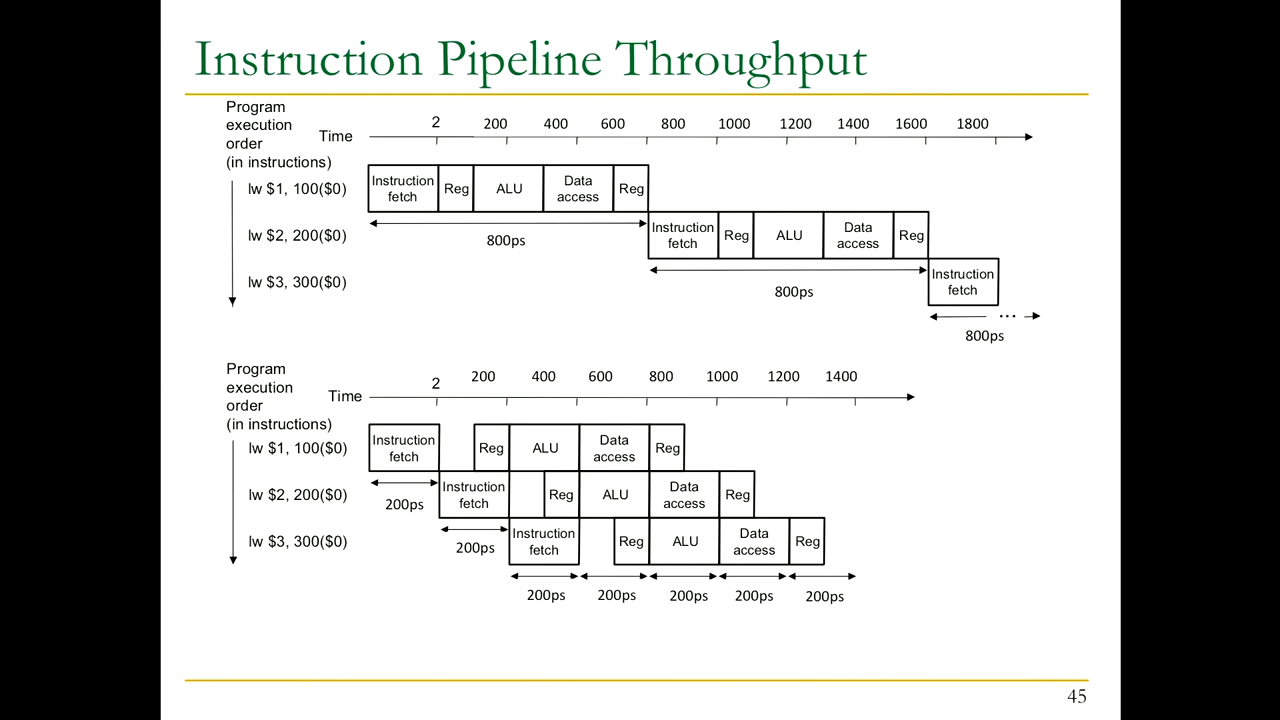 Instruction Pipeline Throughput
Program
execution
order
(in instructions)
Time
2 200 400 600 800 1000 1200 1400 1600 1800
lw $1, 100($0)
Instruction
fetch
Reg
ALU
Data
access
Reg
800ps
lw $2, 200($0)
Instruction
fetch
Reg
ALU
Data
access
Reg
800ps
lw $3, 300($0)
Instruction
fetch
...
800ps
Program
execution
order
(in instructions)
Time
2 200 400 600 800 1000 1200 1400
lw $1, 100($0)
Instruction
fetch
Reg
ALU
Data
access
Reg
200ps
lw $2, 200($0)
Instruction
fetch
Reg
ALU
Data
access
Reg
200ps
lw $3, 300($0)
Instruction
fetch
Reg
ALU
Data
access
Reg
200ps 200ps 200ps 200ps 200ps
45